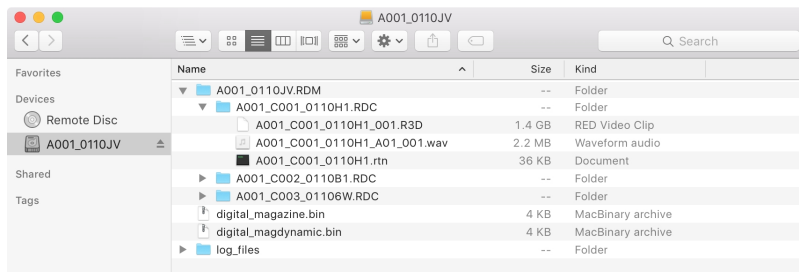 A001_0110JV
Search
Favorites
Devices
Remote Disc
A001_0110JV
Shared
Tags
Name Size Kind
A001_0110JV.RDM -- Folder
A001_C001_0110H1.RDC -- Folder
A001_C001_0110H1_001.R3D 1.4 GB RED Video Clip
A001_C001_0110H1_A01_001.wav 2.2 MB Waveform audio
A001_C001_0110H1.rtn 36 KB Document
A001_C002_0110B1.RDC -- Folder
A001_C003_01106W.RDC -- Folder
digital_magazine.bin 4 KB MacBinary archive
digital_magdynamic.bin 4 KB MacBinary archive
log_files -- Folder